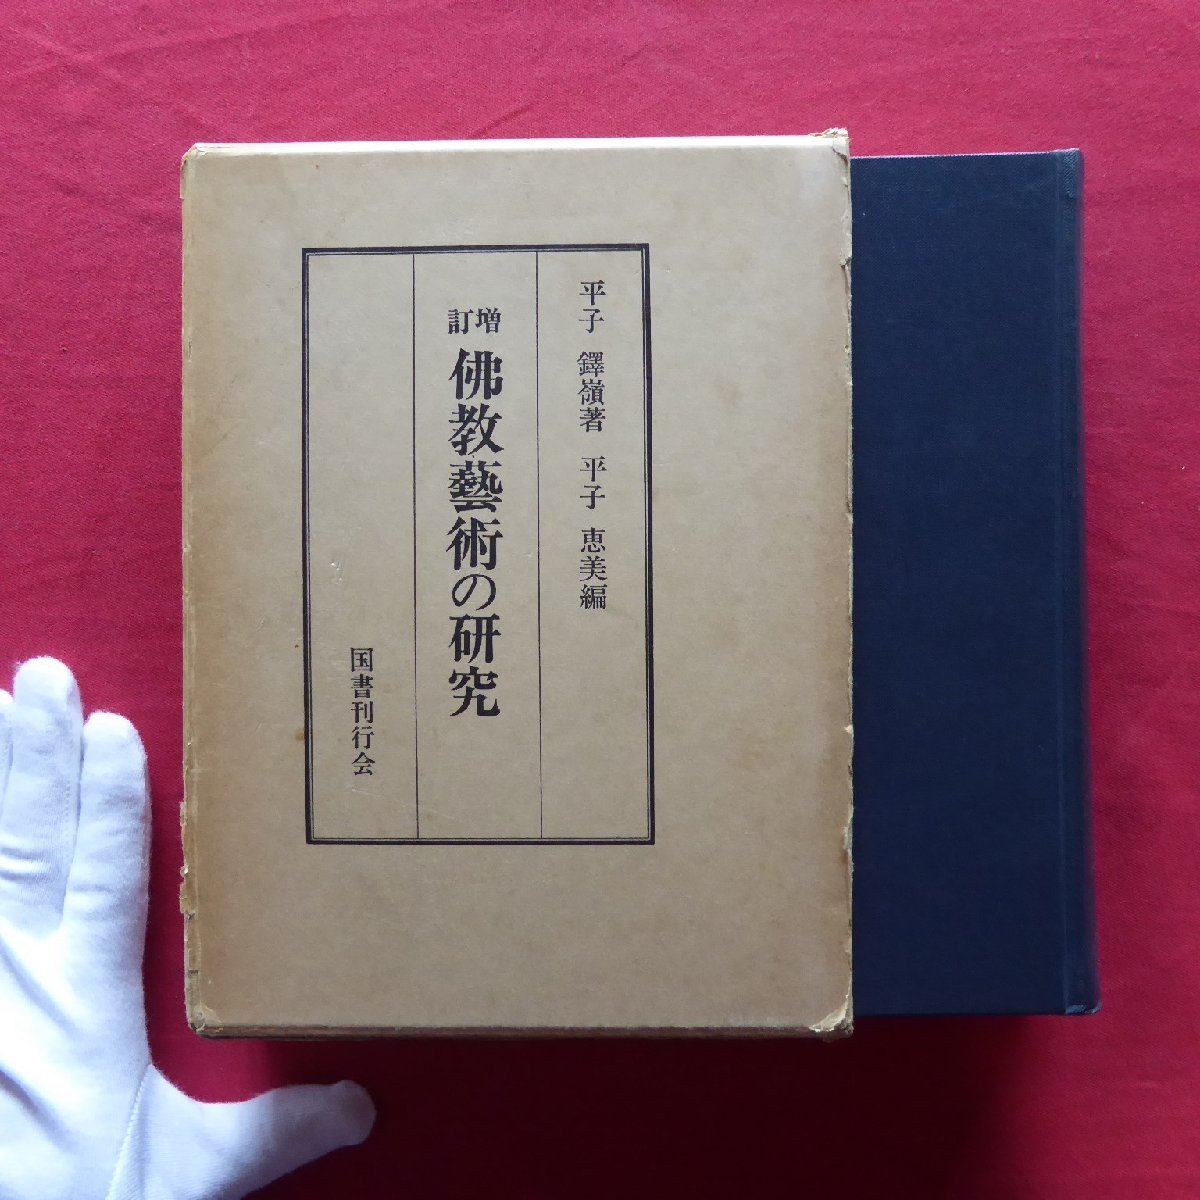 平子 鐸嶺著 平子 恵美編
増訂 佛教藝術の研究
国書刊行会